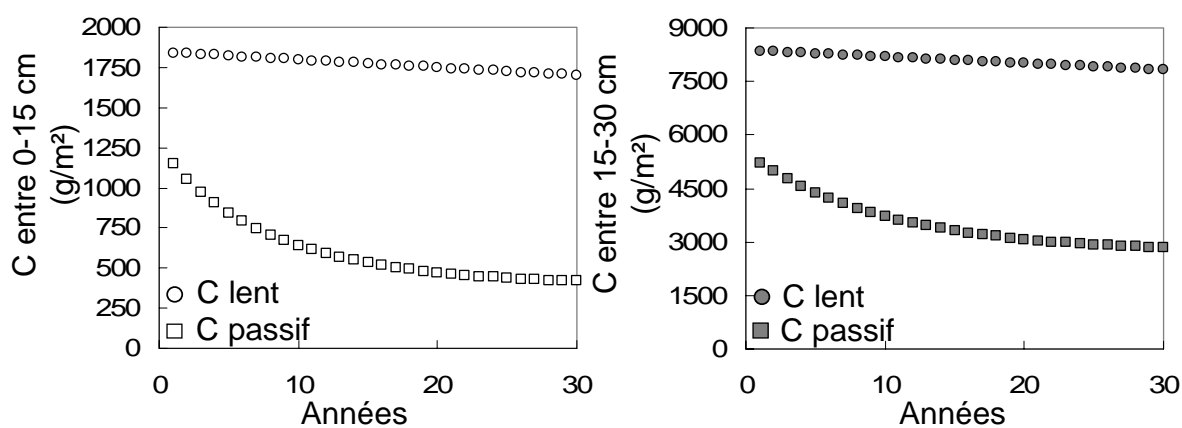 C entre 0-15 cm
(g/m²)
2000
1750
1500
1250
1000
750
500
250
0
C lent
C passif
0 10 20 30
Années
C entre 15-30 cm
(g/m²)
9000
7500
6000
4500
3000
1500
0
C lent
C passif
0 10 20 30
Années